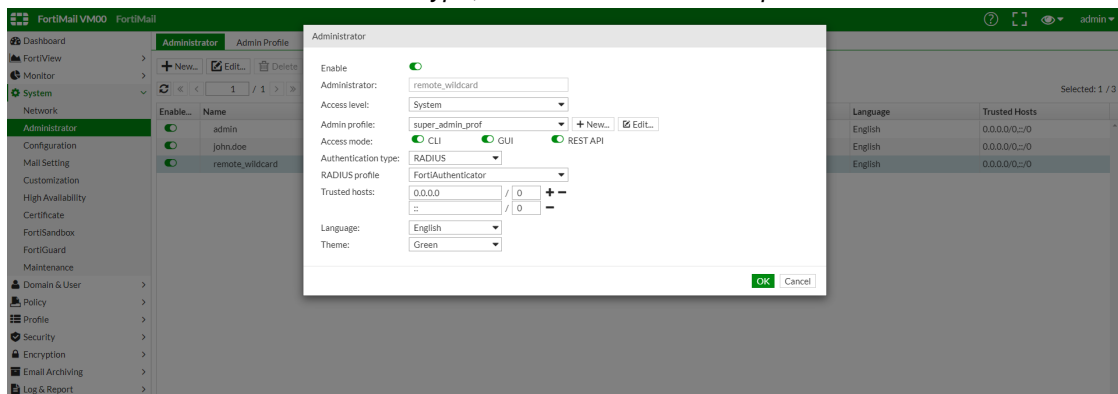 FortiMail VM00 FortiMail
admin
Dashboard
FortiView
Monitor
System
Network
Administrator
Configuration
Mail Setting
Customization
High Availability
Certificate
FortiSandbox
FortiGuard
Maintenance
Domain & User
Policy
Profile
Security
Encryption
Email Archiving
Log & Report
Administrator Admin Profile
New... Edit... Delete
1 / 1
Selected: 1 / 3
Enable... Name Language Trusted Hosts
admin English 0.0.0.0/0,::/0
john.doe English 0.0.0.0/0,::/0
remote_wildcard English 0.0.0.0/0,::/0
Administrator
Enable
Administrator: remote_wildcard
Access level: System
Admin profile: super_admin_prof New... Edit...
Access mode: CLI GUI REST API
Authentication type: RADIUS
RADIUS profile FortiAuthenticator
Trusted hosts: 0.0.0.0 / 0
:: / 0
Language: English
Theme: Green
OK Cancel